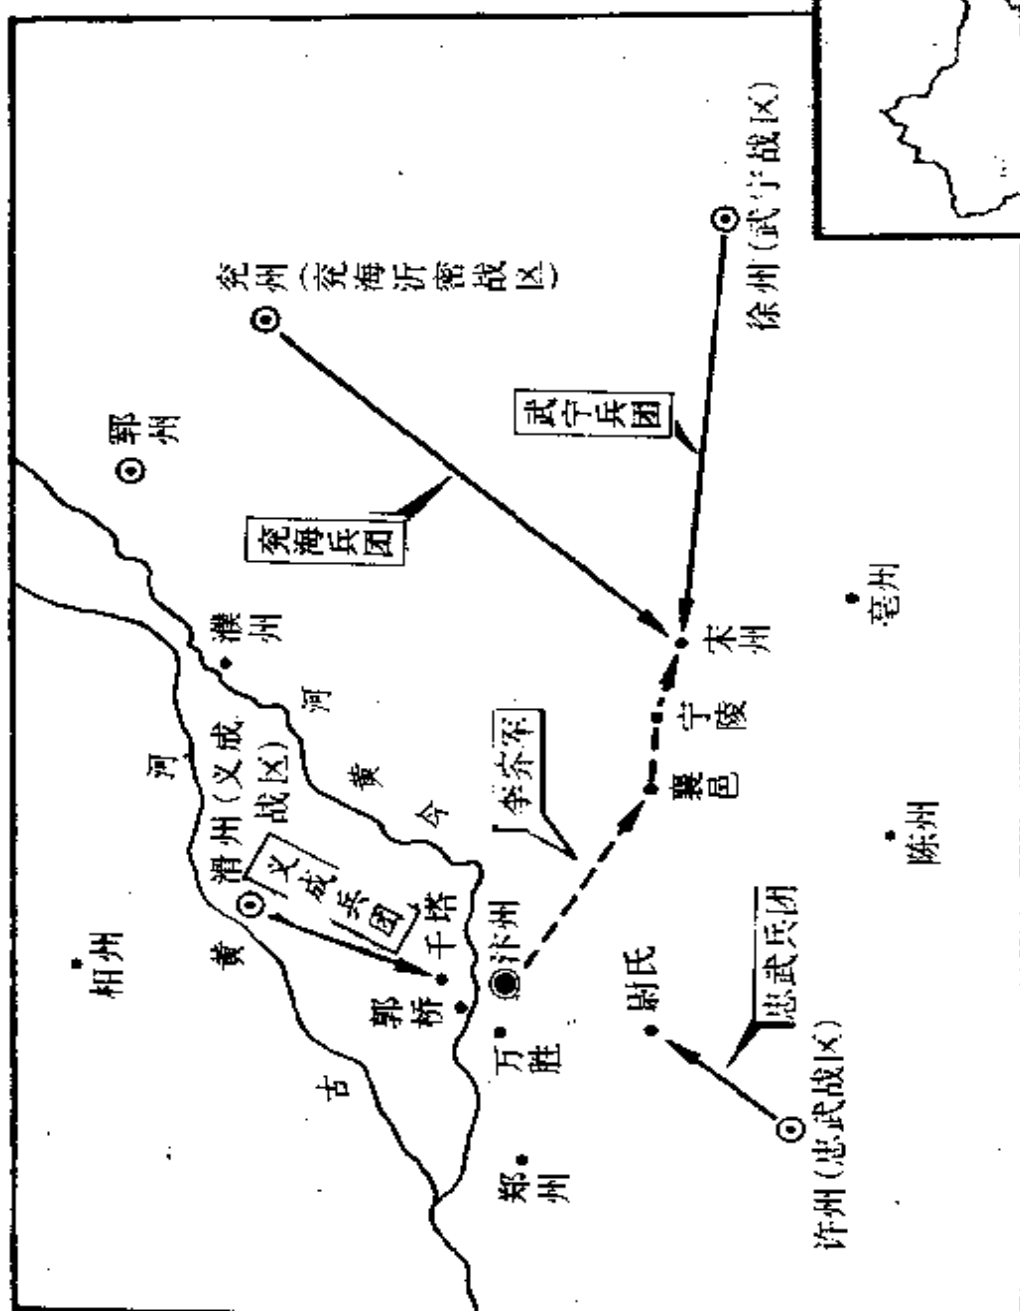 相州
郓州
濮州
兖州(兖海沂密战区)
兖海兵团
武宁兵团
徐州(武宁战区)
滑州(义成
战区)
义成兵团
古黄河
今黄河
千塔
郭桥
汴州
万胜
郑州
李㝏军
襄邑
宁陵
宋州
亳州
陈州
尉氏
忠武兵团
许州(忠武战区)